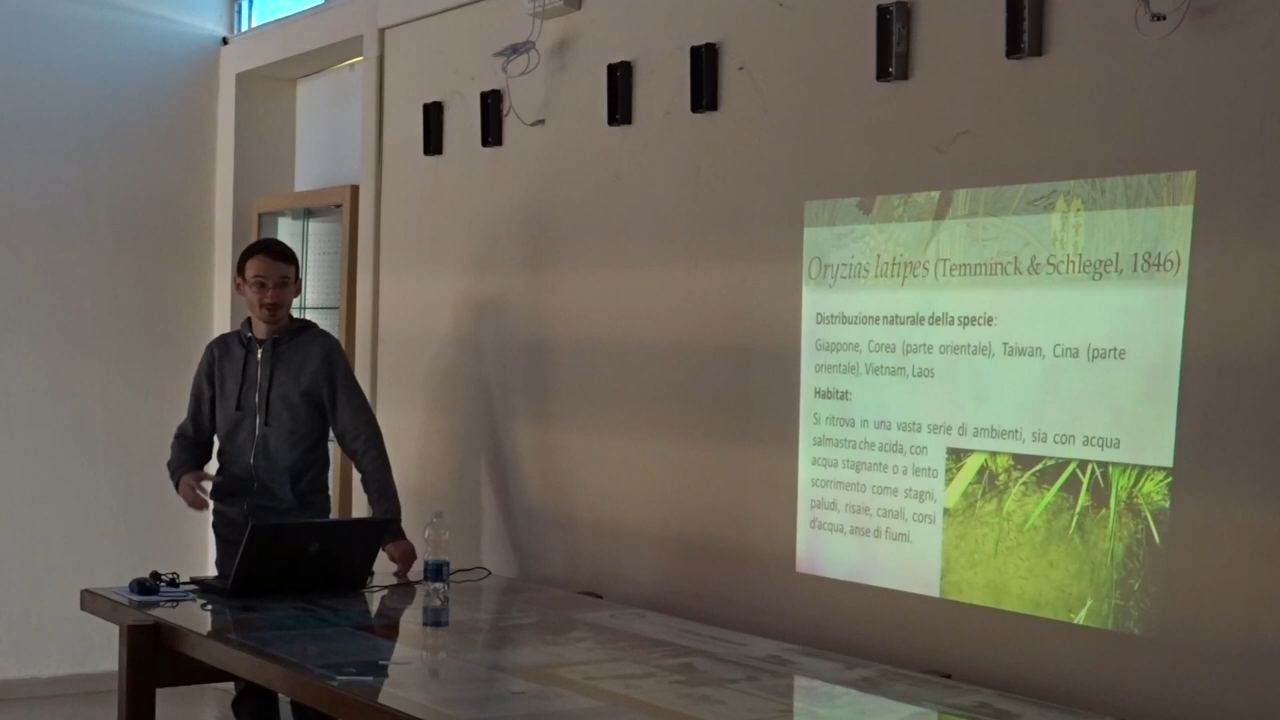 Oryzias latipes (Temminck & Schlegel, 1846)
Distribuzione naturale della specie:
Giappone, Corea (parte orientale), Taiwan, Cina (parte
orientale), Vietnam, Laos
Habitat:
Si ritrova in una vasta serie di ambienti, sia con acqua
salmastra che acida, con
acqua stagnante o a lento
scorrimento come stagni,
paludi, risaie, canali, corsi
d'acqua, anse di fiumi.